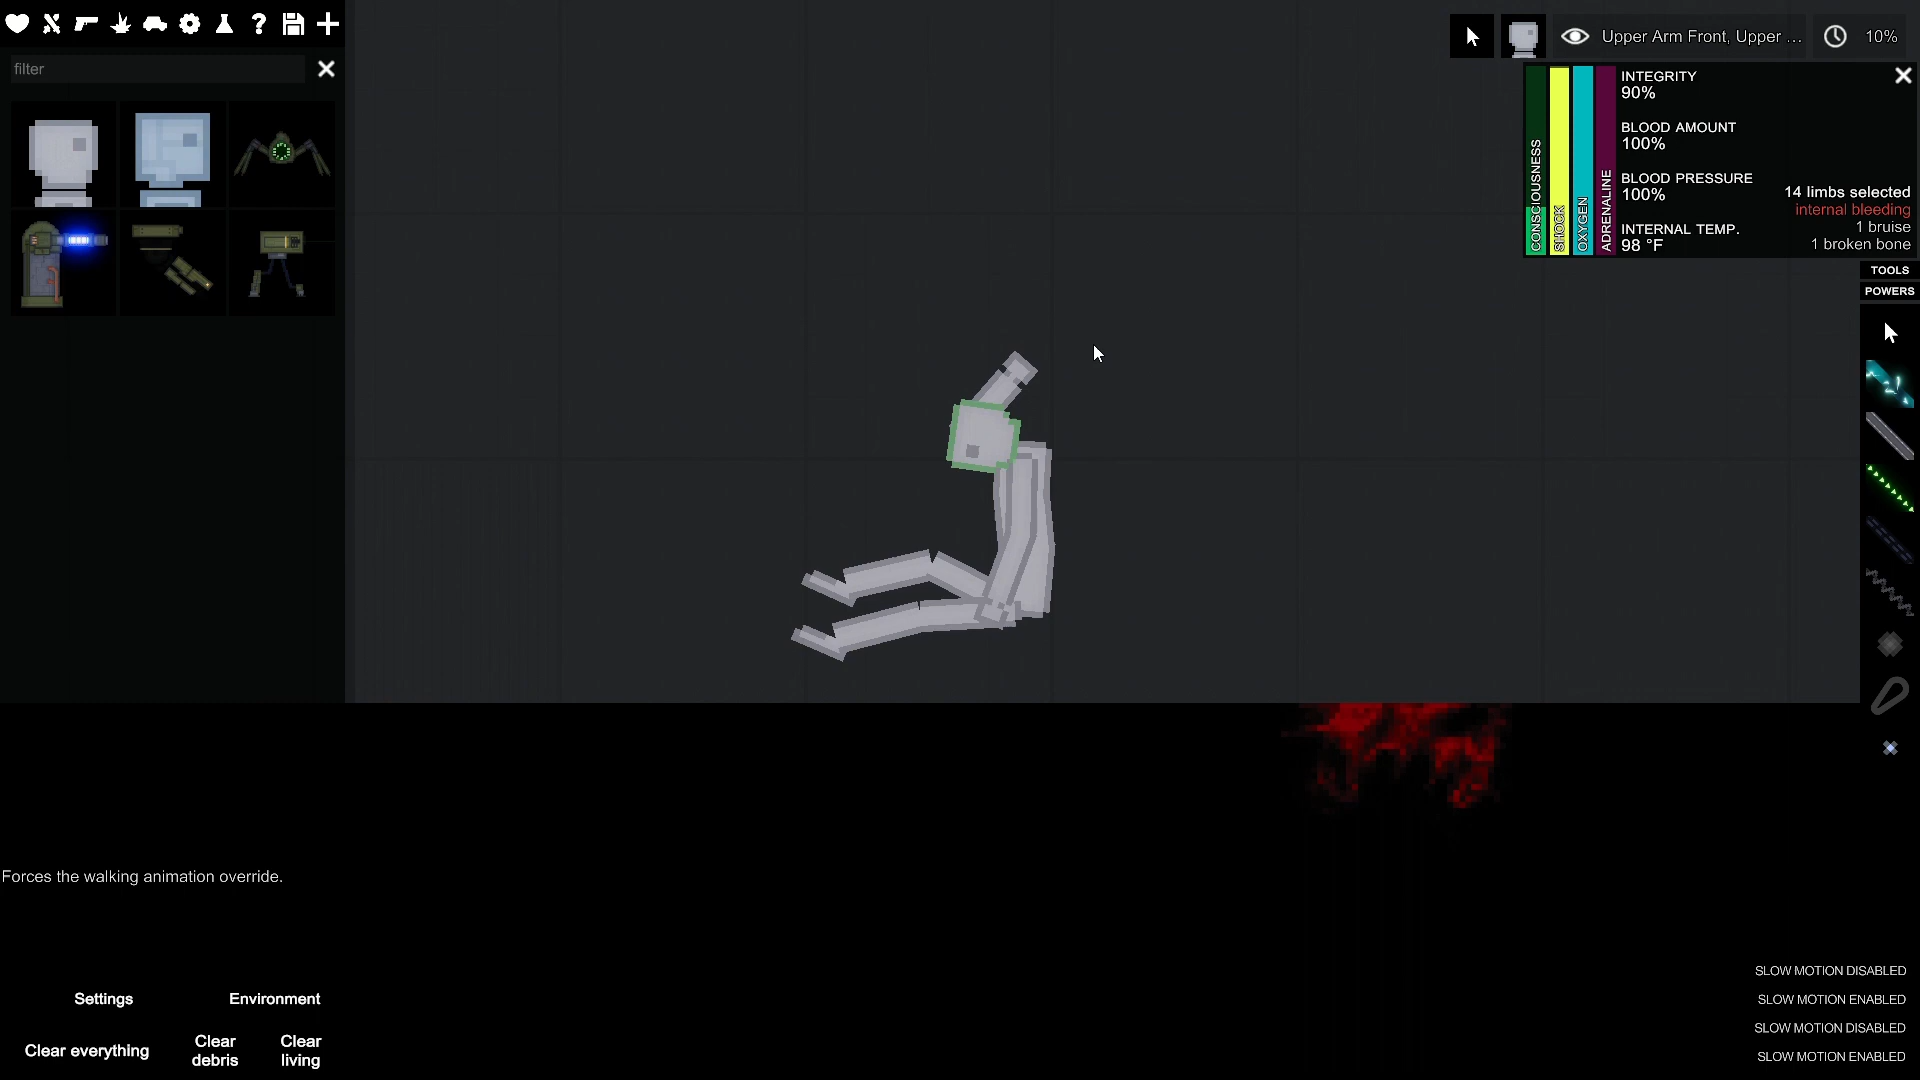 filter
Upper Arm Front, Upper ...
10%
CONSCIOUSNESS
SHOCK
OXYGEN
ADRENALINE
INTEGRITY
90%
BLOOD AMOUNT
100%
BLOOD PRESSURE
100%
INTERNAL TEMP.
98 °F
14 limbs selected
internal bleeding
1 bruise
1 broken bone
TOOLS
POWERS
Forces the walking animation override.
Settings
Environment
Clear everything
Clear
debris
Clear
living
SLOW MOTION DISABLED
SLOW MOTION ENABLED
SLOW MOTION DISABLED
SLOW MOTION ENABLED